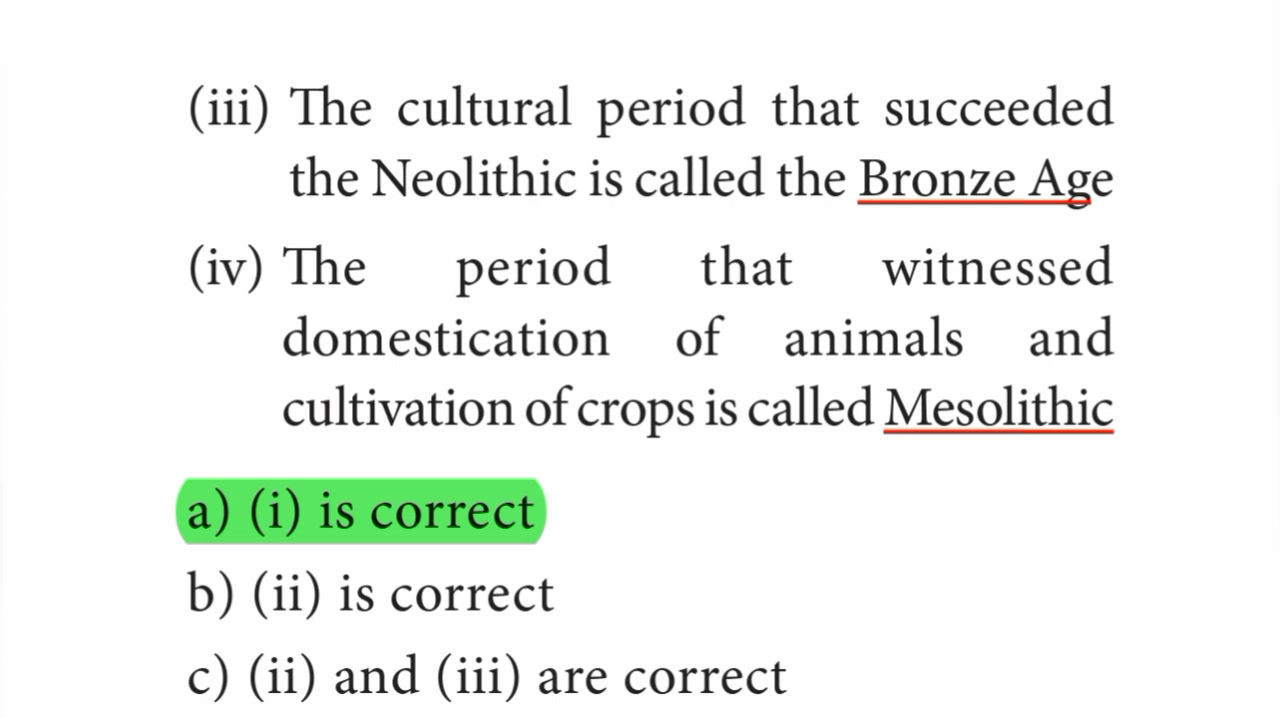 (iii) The cultural period that succeeded
the Neolithic is called the Bronze Age
(iv) The period that witnessed
domestication of animals and
cultivation of crops is called Mesolithic
a) (i) is correct
b) (ii) is correct
c) (ii) and (iii) are correct